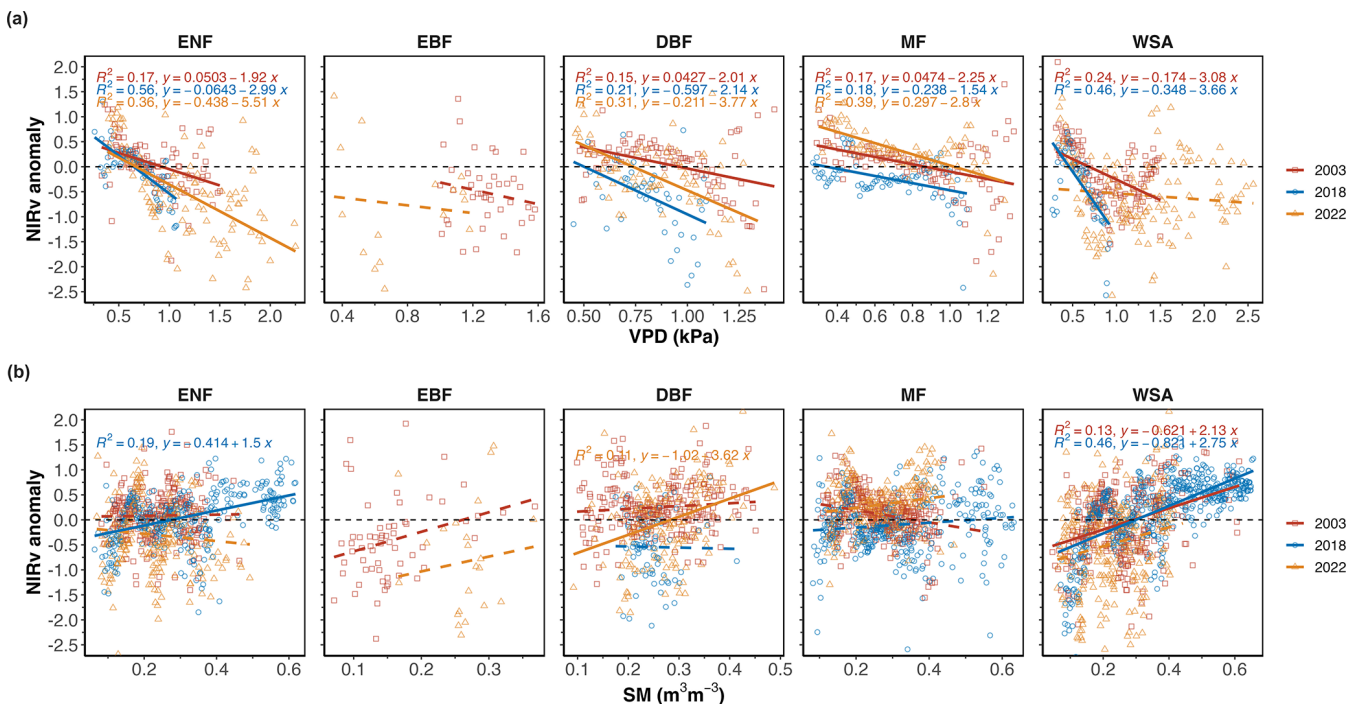 (a)
ENF EBF DBF MF WSA
R² = 0.17, y = 0.0503 − 1.92 x
R² = 0.56, y = − 0.0643 − 2.99 x
R² = 0.36, y = − 0.438 − 5.51 x
R² = 0.15, y = 0.0427 − 2.01 x
R² = 0.21, y = − 0.597 − 2.14 x
R² = 0.31, y = − 0.211 − 3.77 x
R² = 0.17, y = 0.0474 − 2.25 x
R² = 0.18, y = − 0.238 − 1.54 x
R² = 0.39, y = 0.297 − 2.8 x
R² = 0.24, y = − 0.174 − 3.08 x
R² = 0.46, y = − 0.348 − 3.66 x
2.0
1.5
1.0
0.5
0.0
-0.5
-1.0
-1.5
-2.0
-2.5
NIRv anomaly
2003
2018
2022
0.5 1.0 1.5 2.0 0.4 0.8 1.2 1.6 0.50 0.75 1.00 1.25 0.4 0.6 0.8 1.0 1.2 0.5 1.0 1.5 2.0 2.5
VPD (kPa)
(b)
ENF EBF DBF MF WSA
R² = 0.19, y = − 0.414 + 1.5 x
R² = 0.11, y = − 1.02 + 3.62 x
R² = 0.13, y = − 0.621 + 2.13 x
R² = 0.46, y = − 0.821 + 2.75 x
2.0
1.5
1.0
0.5
0.0
-0.5
-1.0
-1.5
-2.0
-2.5
NIRv anomaly
2003
2018
2022
0.2 0.4 0.6 0.1 0.2 0.3 0.1 0.2 0.3 0.4 0.5 0.2 0.4 0.6 0.2 0.4 0.6
SM (m³m⁻³)